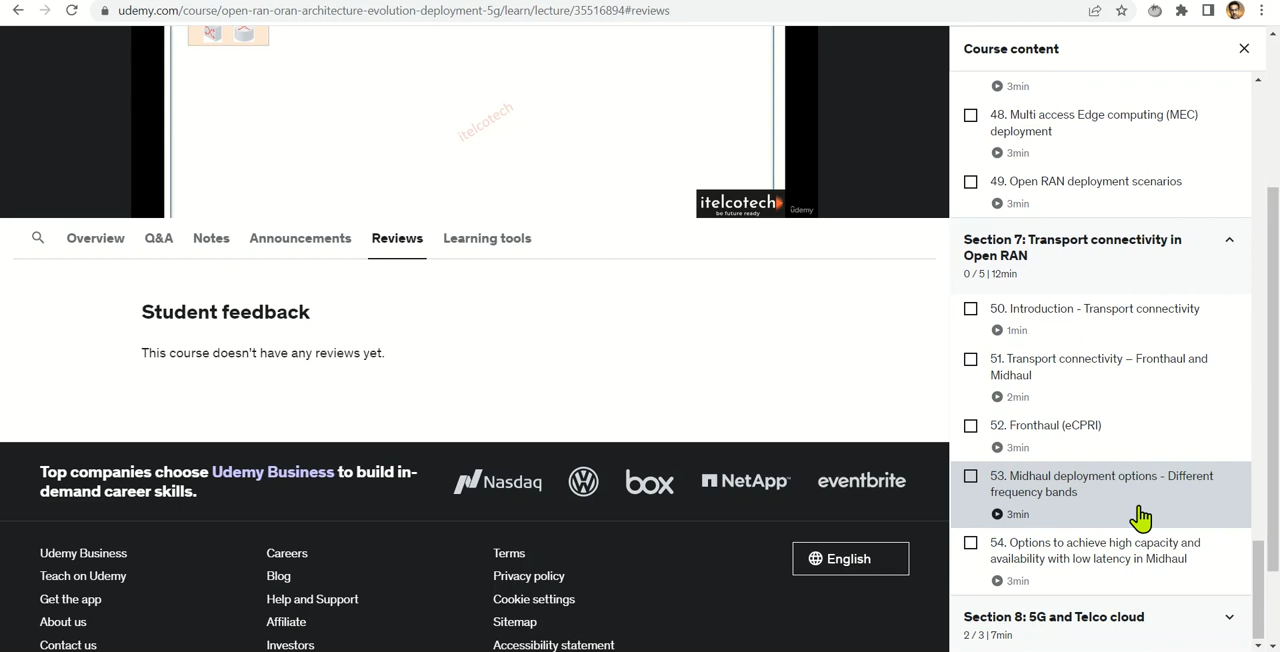 udemy.com/course/open-ran-oran-architecture-evolution-deployment-5g/learn/lecture/35516894#reviews
itelcotech
itelcotech
be future ready
udemy
Overview
Q&A
Notes
Announcements
Reviews
Learning tools
Student feedback
This course doesn't have any reviews yet.
Top companies choose Udemy Business to build in-
demand career skills.
Nasdaq
box
NetApp
eventbrite
Udemy Business
Teach on Udemy
Get the app
About us
Contact us
Careers
Blog
Help and Support
Affiliate
Investors
Terms
Privacy policy
Cookie settings
Sitemap
Accessibility statement
English
Course content
3min
48. Multi access Edge computing (MEC)
deployment
3min
49. Open RAN deployment scenarios
3min
Section 7: Transport connectivity in
Open RAN
0 / 5 | 12min
50. Introduction - Transport connectivity
1min
51. Transport connectivity – Fronthaul and
Midhaul
2min
52. Fronthaul (eCPRI)
3min
53. Midhaul deployment options - Different
frequency bands
3min
54. Options to achieve high capacity and
availability with low latency in Midhaul
3min
Section 8: 5G and Telco cloud
2 / 3 | 7min